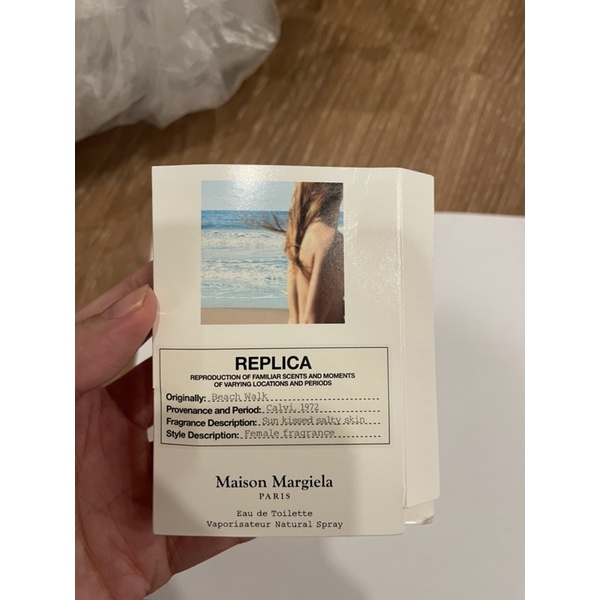 REPLICA
REPRODUCTION OF FAMILIAR SCENTS AND MOMENTS
OF VARYING LOCATIONS AND PERIODS
Originally: Beach Walk
Provenance and Period: Calvi, 1972
Fragrance Description: Sun kissed salty skin
Style Description: Female fragrance
Maison Margiela
PARIS
Eau de Toilette
Vaporisateur Natural Spray